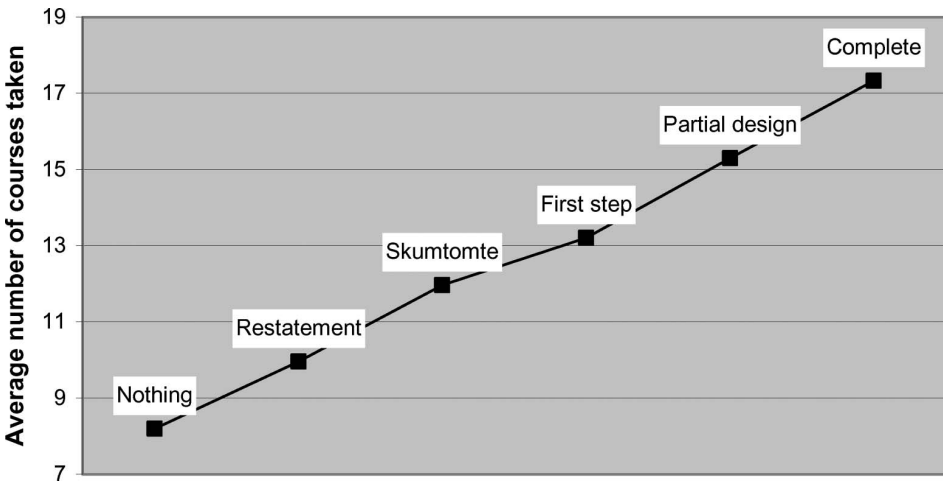 Average number of courses taken
19
17
15
13
11
9
7
Nothing
Restatement
Skumtomte
First step
Partial design
Complete